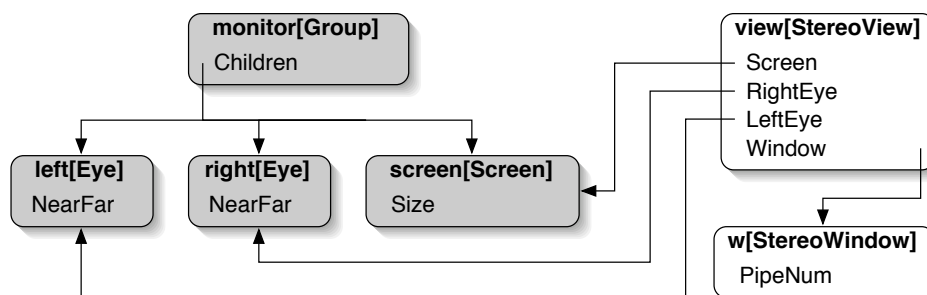 monitor[Group]
Children
view[StereoView]
Screen
RightEye
LeftEye
Window
left[Eye]
NearFar
right[Eye]
NearFar
screen[Screen]
Size
w[StereoWindow]
PipeNum